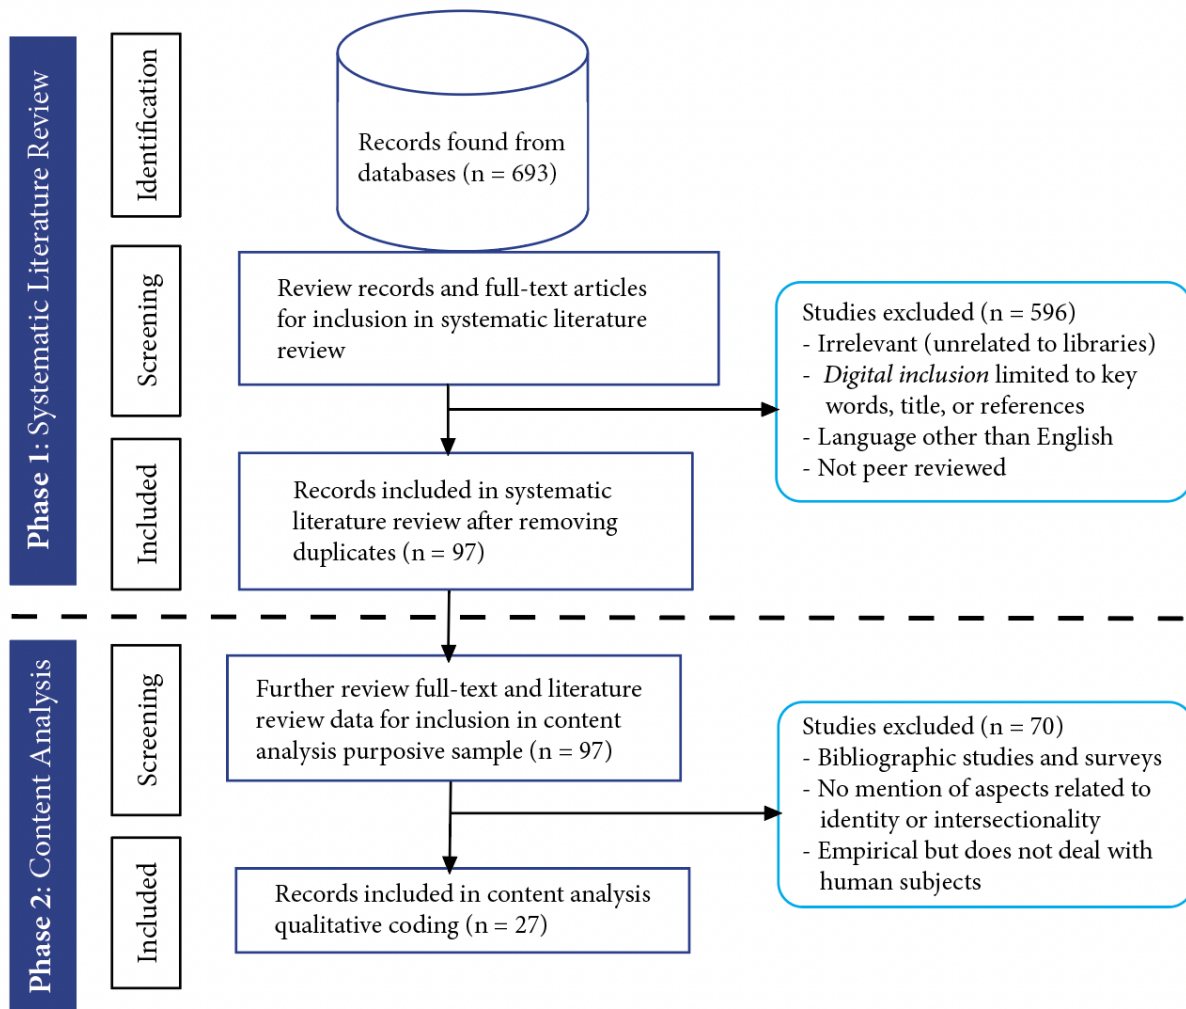 Phase 1: Systematic Literature Review
Identification
Records found from
databases (n = 693)
Screening
Review records and full-text articles
for inclusion in systematic literature
review
Studies excluded (n = 596)
- Irrelevant (unrelated to libraries)
- Digital inclusion limited to key
words, title, or references
- Language other than English
- Not peer reviewed
Included
Records included in systematic
literature review after removing
duplicates (n = 97)
Phase 2: Content Analysis
Screening
Further review full-text and literature
review data for inclusion in content
analysis purposive sample (n = 97)
Studies excluded (n = 70)
- Bibliographic studies and surveys
- No mention of aspects related to
identity or intersectionality
- Empirical but does not deal with
human subjects
Included
Records included in content analysis
qualitative coding (n = 27)